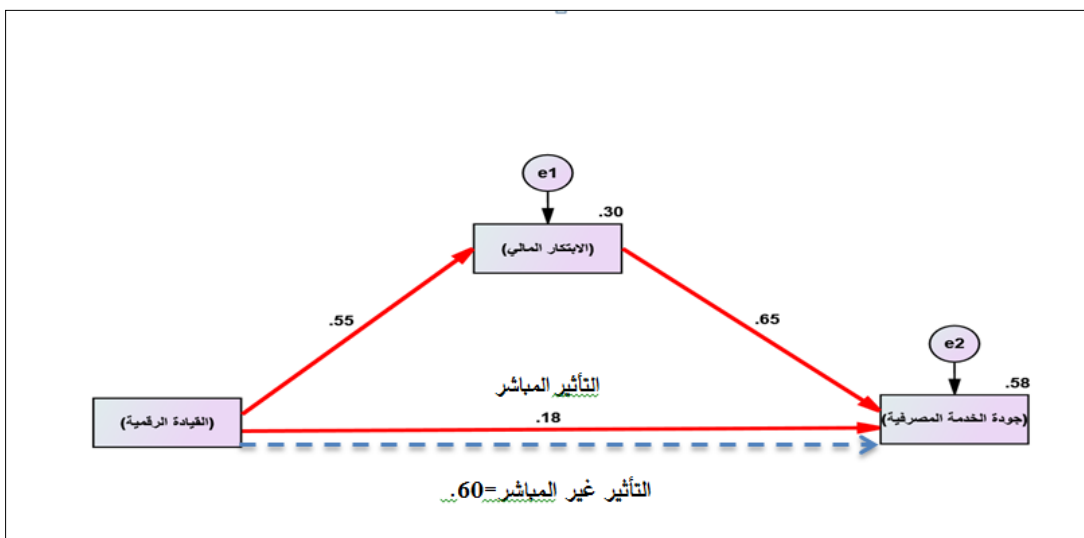 e1
.30
(الابتكار المالي)
.55
.65
e2
.58
التأثير المباشر
(القيادة الرقمية)
.18
(جودة الخدمة المصرفية)
التأثير غير المباشر=60.